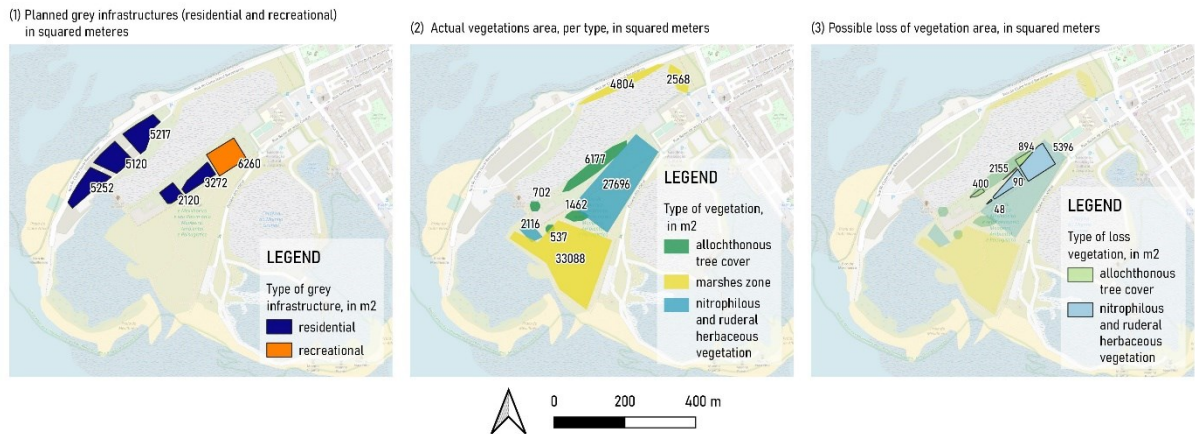 (1) Planned grey infrastructures (residential and recreational)
in squared meteres
5217
5120
5252
6260
3272
2120
LEGEND
Type of grey
infrastructure, in m2
residential
recreational
(2) Actual vegetations area, per type, in squared meters
4804
2568
6177
27696
702
1462
2116
537
33088
LEGEND
Type of vegetation,
in m2
allochthonous
tree cover
marshes zone
nitrophilous
and ruderal
herbaceous
vegetation
(3) Possible loss of vegetation area, in squared meters
894
5396
2155
400
90
48
LEGEND
Type of loss
vegetation, in m2
allochthonous
tree cover
nitrophilous
and ruderal
herbaceous
vegetation
0 200 400 m